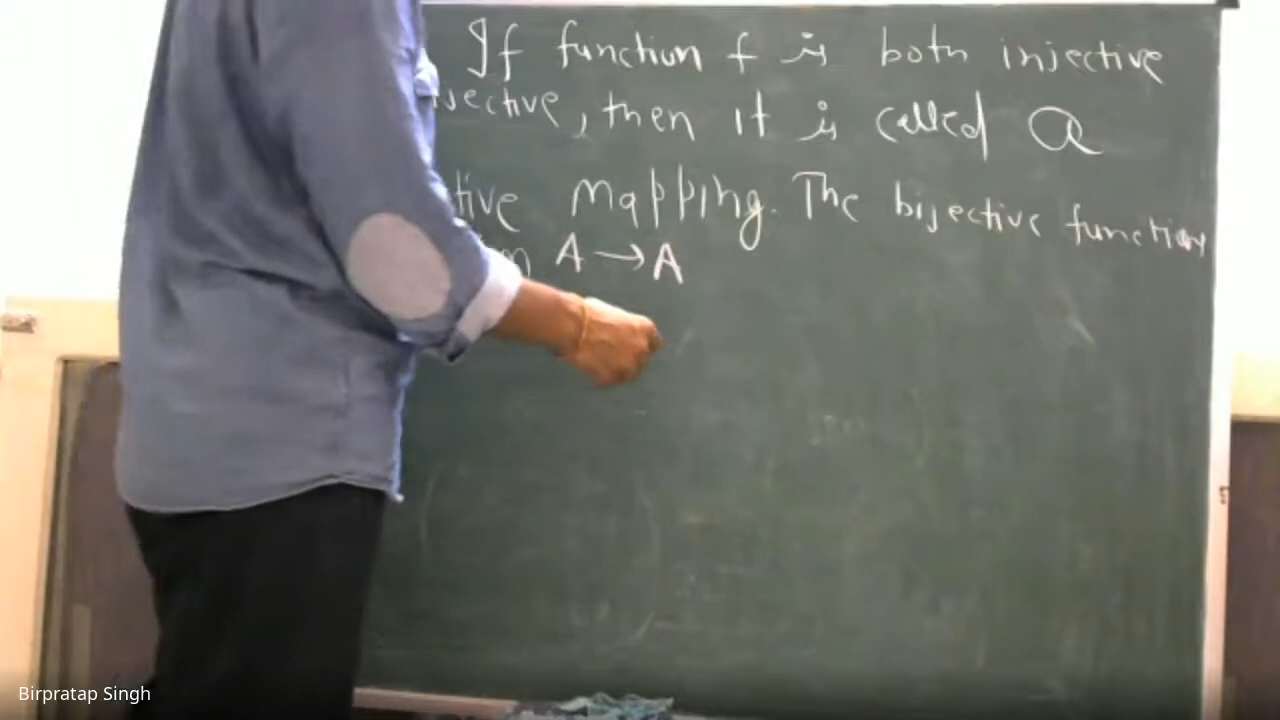 If function f is both injective
jective, then it is called a
tive mapping. The bijective function
m A → A
Birpratap Singh